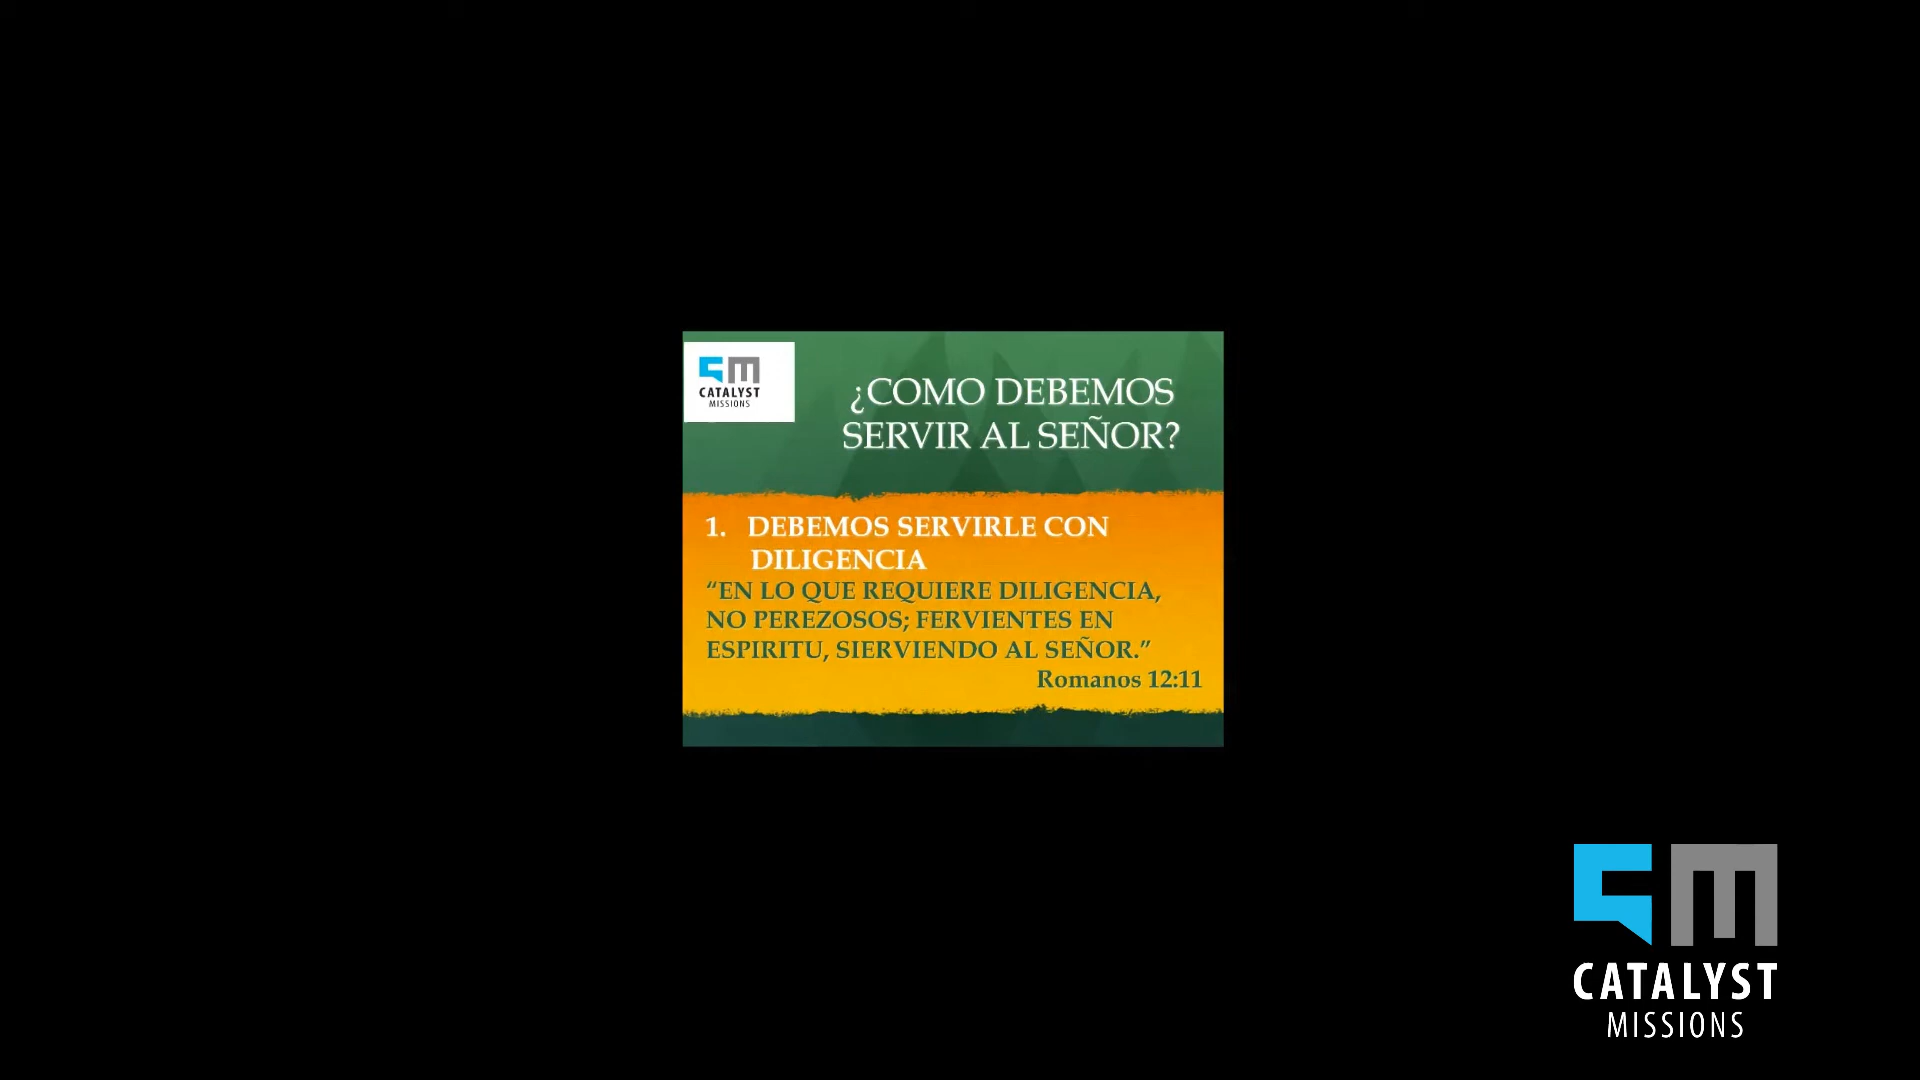 CATALYST
MISSIONS
¿COMO DEBEMOS
SERVIR AL SEÑOR?
1. DEBEMOS SERVIRLE CON
DILIGENCIA
“EN LO QUE REQUIERE DILIGENCIA,
NO PEREZOSOS; FERVIENTES EN
ESPIRITU, SIERVIENDO AL SEÑOR.”
Romanos 12:11
CATALYST
MISSIONS